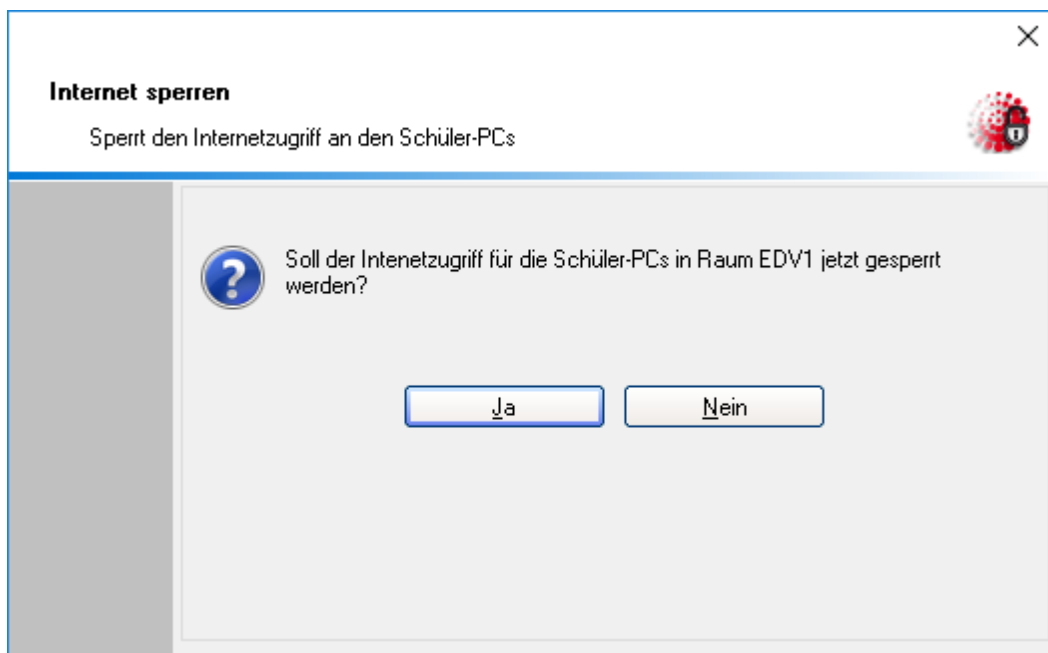 Internet sperren
Sperrt den Internetzugriff an den Schüler-PCs
Soll der Intenetzugriff für die Schüler-PCs in Raum EDV1 jetzt gesperrt
werden?
Ja
Nein